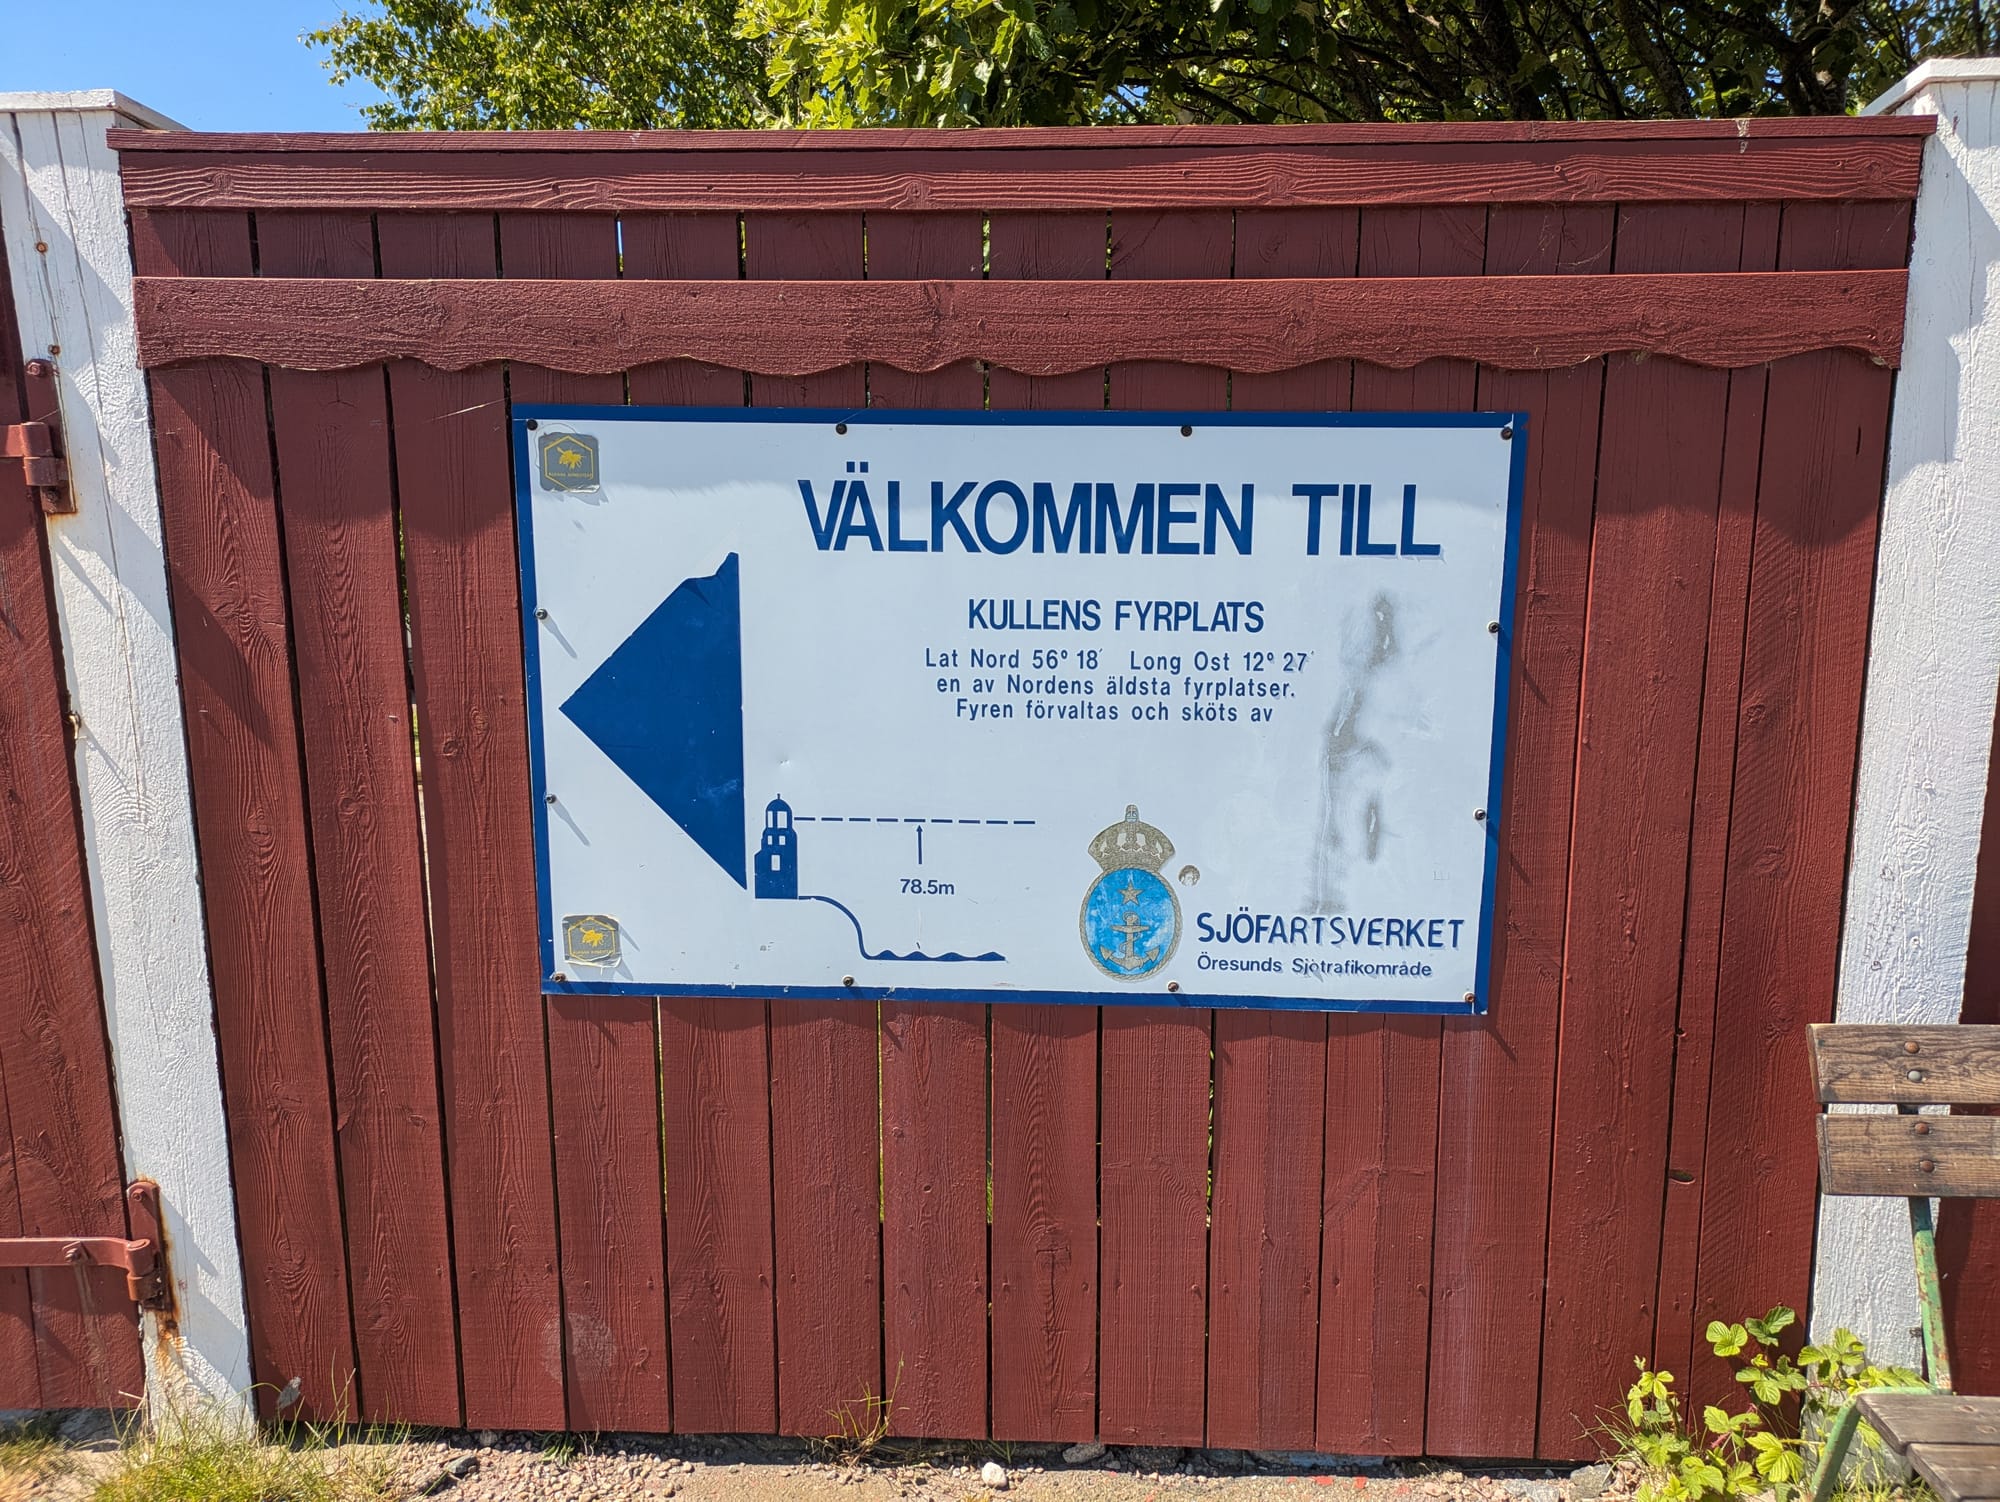 VÄLKOMMEN TILL
KULLENS FYRPLATS
Lat Nord 56° 18′ Long Ost 12° 27′
en av Nordens äldsta fyrplatser.
Fyren förvaltas och sköts av
78.5m
SJÖFARTSVERKET
Öresunds Sjötrafikområde